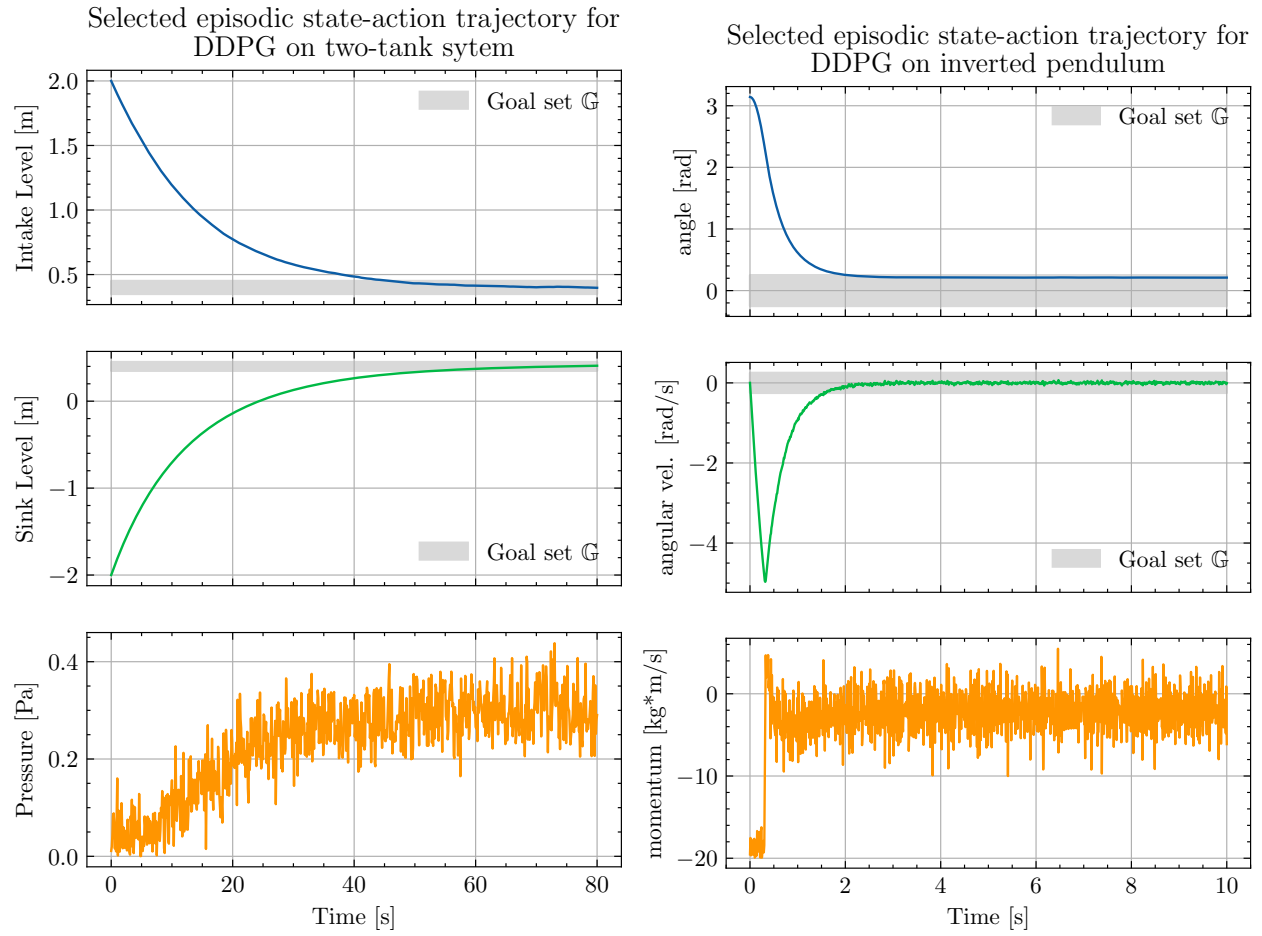 Selected episodic state-action trajectory for
DDPG on two-tank sytem
2.0
1.5
1.0
0.5
Intake Level [m]
Goal set 𝔾
0
−1
−2
Sink Level [m]
Goal set 𝔾
0.4
0.2
0.0
Pressure [Pa]
0
20
40
60
80
Time [s]
Selected episodic state-action trajectory for
DDPG on inverted pendulum
3
2
1
0
angle [rad]
Goal set 𝔾
0
−2
−4
angular vel. [rad/s]
Goal set 𝔾
0
−10
−20
momentum [kg*m/s]
0
2
4
6
8
10
Time [s]